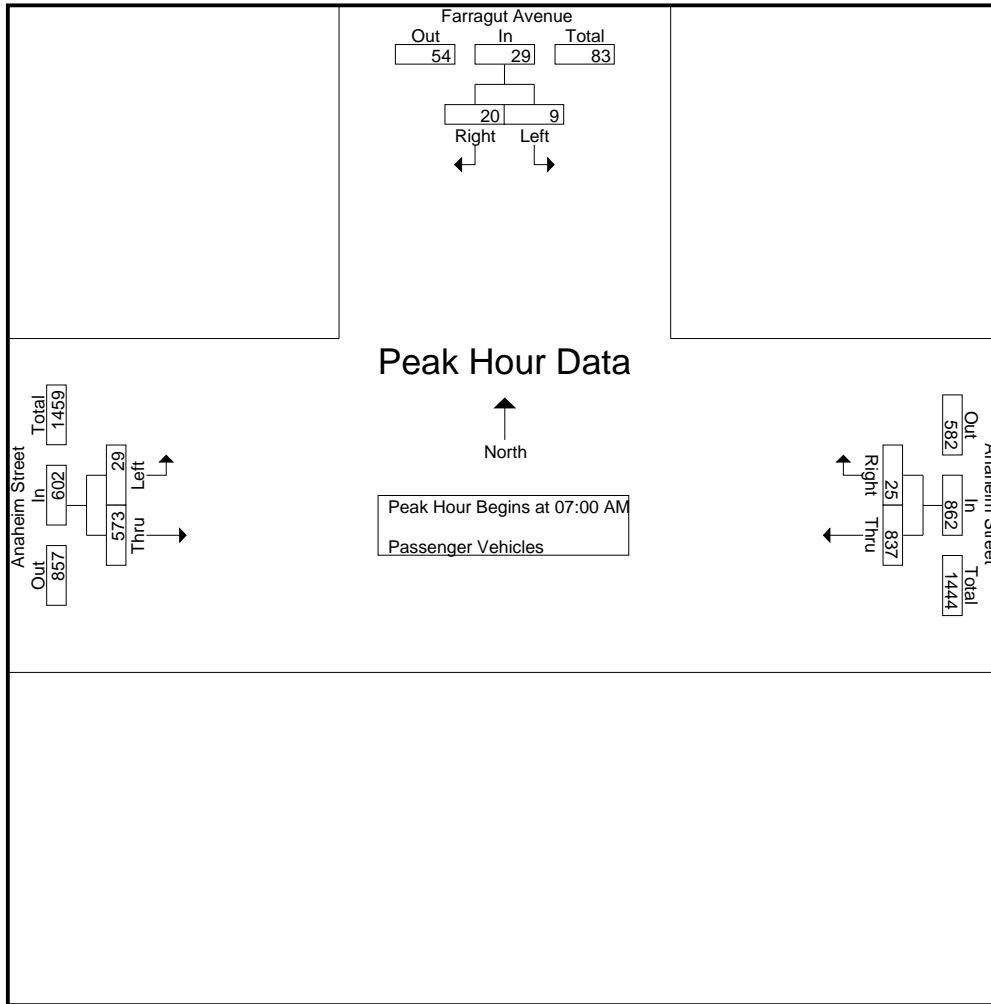 Farragut Avenue
Out In Total
54 29 83
20 9
Right Left
Peak Hour Data
North
Peak Hour Begins at 07:00 AM
Passenger Vehicles
Anaheim Street
Total In Out
1459 602 857
29 573
Left Thru
Anaheim Street
Out In Total
582 862 1444
25 837
Right Thru